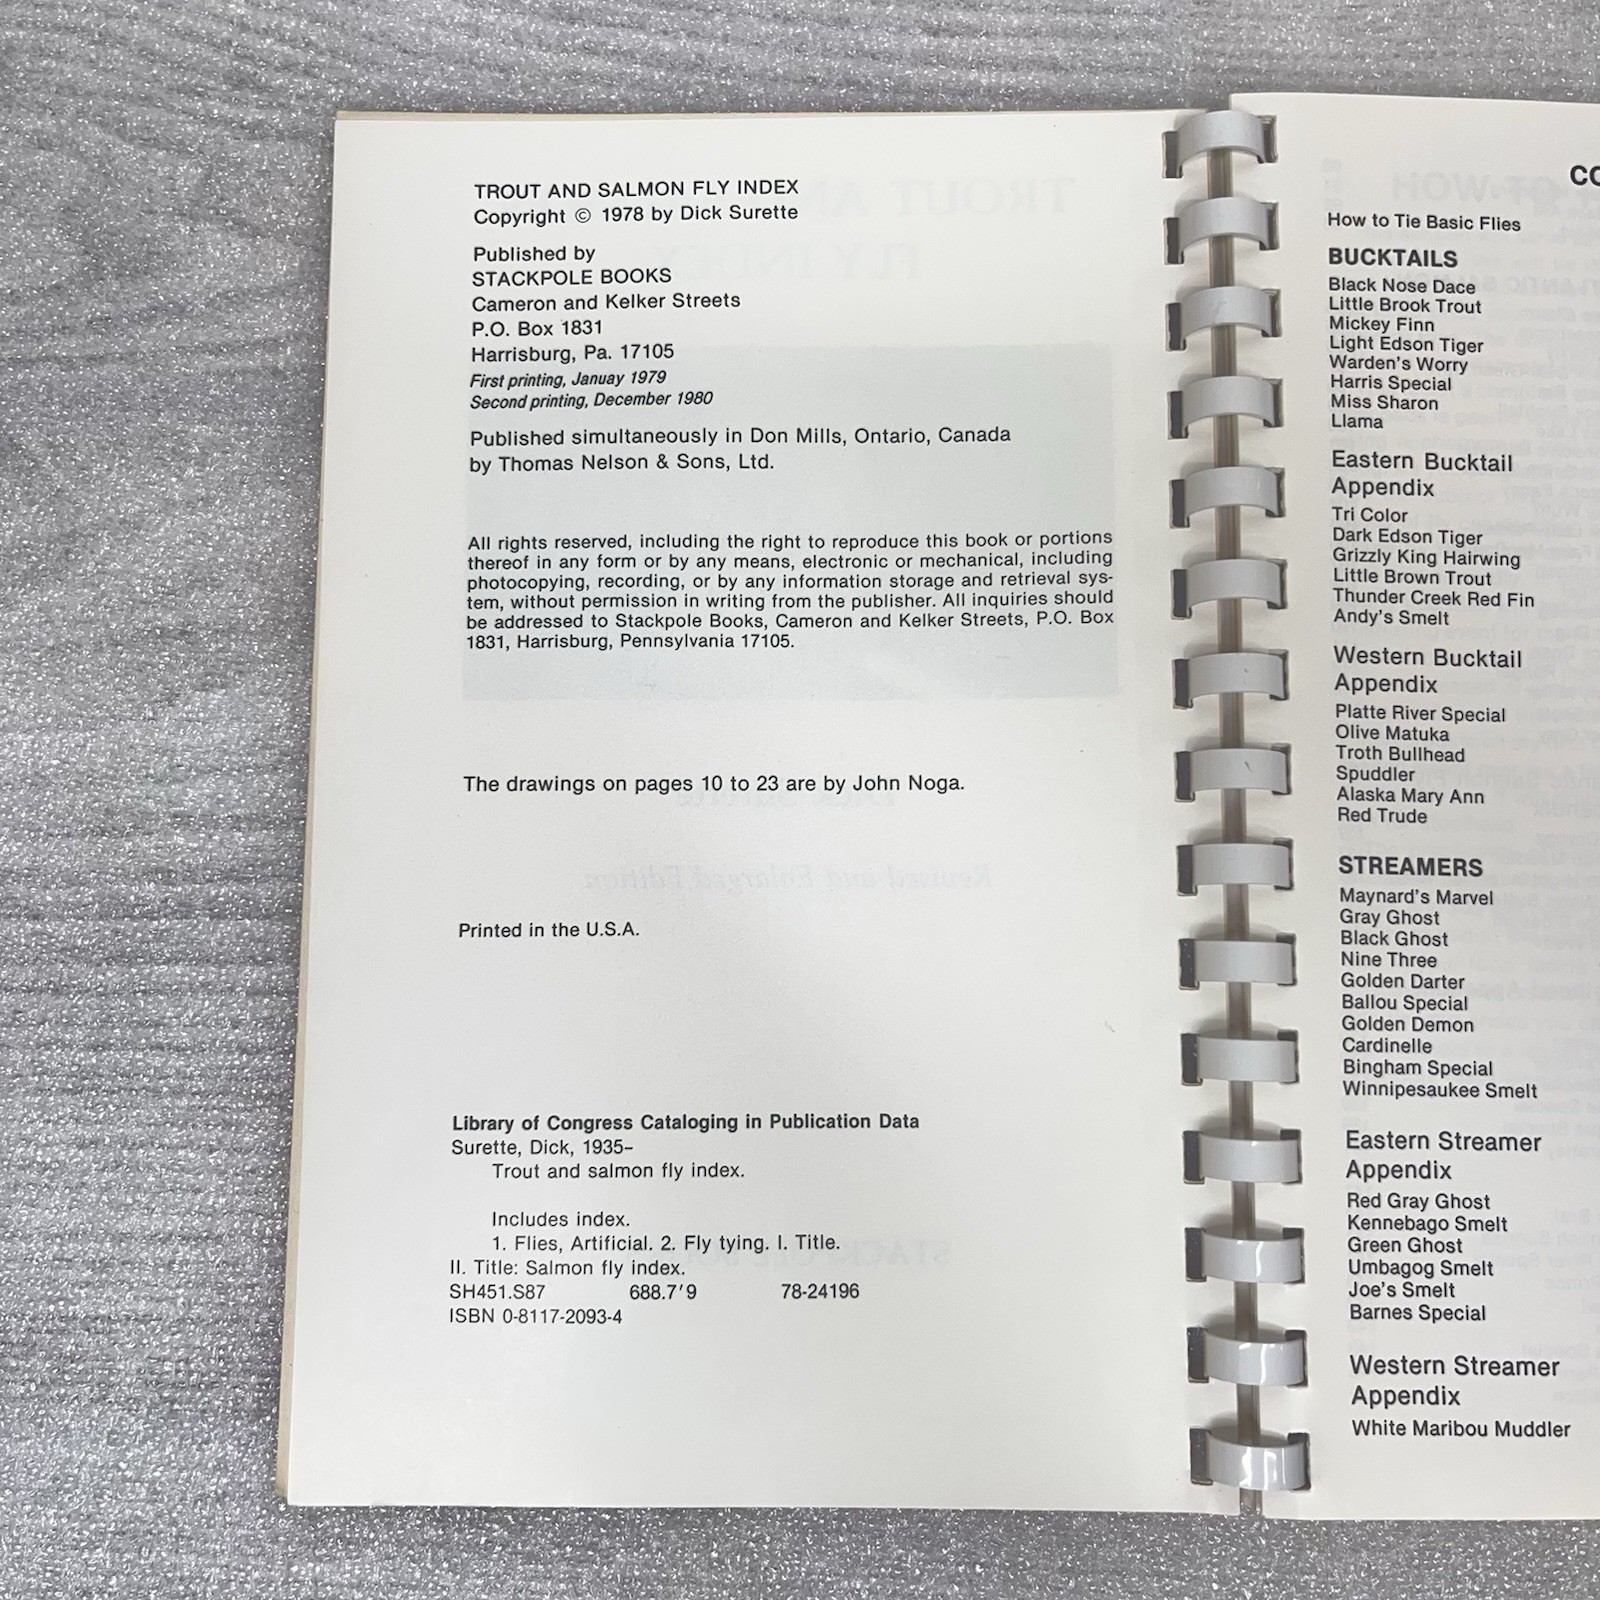 TROUT AND SALMON FLY INDEX
Copyright © 1978 by Dick Surette
Published by
STACKPOLE BOOKS
Cameron and Kelker Streets
P.O. Box 1831
Harrisburg, Pa. 17105
First printing, Januay 1979
Second printing, December 1980
Published simultaneously in Don Mills, Ontario, Canada
by Thomas Nelson & Sons, Ltd.
All rights reserved, including the right to reproduce this book or portions
thereof in any form or by any means, electronic or mechanical, including
photocopying, recording, or by any information storage and retrieval sys-
tem, without permission in writing from the publisher. All inquiries should
be addressed to Stackpole Books, Cameron and Kelker Streets, P.O. Box
1831, Harrisburg, Pennsylvania 17105.
The drawings on pages 10 to 23 are by John Noga.
Printed in the U.S.A.
Library of Congress Cataloging in Publication Data
Surette, Dick, 1935–
Trout and salmon fly index.
Includes index.
1. Flies, Artificial. 2. Fly tying. I. Title.
II. Title: Salmon fly index.
SH451.S87 688.7'9 78-24196
ISBN 0-8117-2093-4
CO
How to Tie Basic Flies
BUCKTAILS
Black Nose Dace
Little Brook Trout
Mickey Finn
Light Edson Tiger
Warden's Worry
Harris Special
Miss Sharon
Llama
Eastern Bucktail
Appendix
Tri Color
Dark Edson Tiger
Grizzly King Hairwing
Little Brown Trout
Thunder Creek Red Fin
Andy's Smelt
Western Bucktail
Appendix
Platte River Special
Olive Matuka
Troth Bullhead
Spuddler
Alaska Mary Ann
Red Trude
STREAMERS
Maynard's Marvel
Gray Ghost
Black Ghost
Nine Three
Golden Darter
Ballou Special
Golden Demon
Cardinelle
Bingham Special
Winnipesaukee Smelt
Eastern Streamer
Appendix
Red Gray Ghost
Kennebago Smelt
Green Ghost
Umbagog Smelt
Joe's Smelt
Barnes Special
Western Streamer
Appendix
White Maribou Muddler